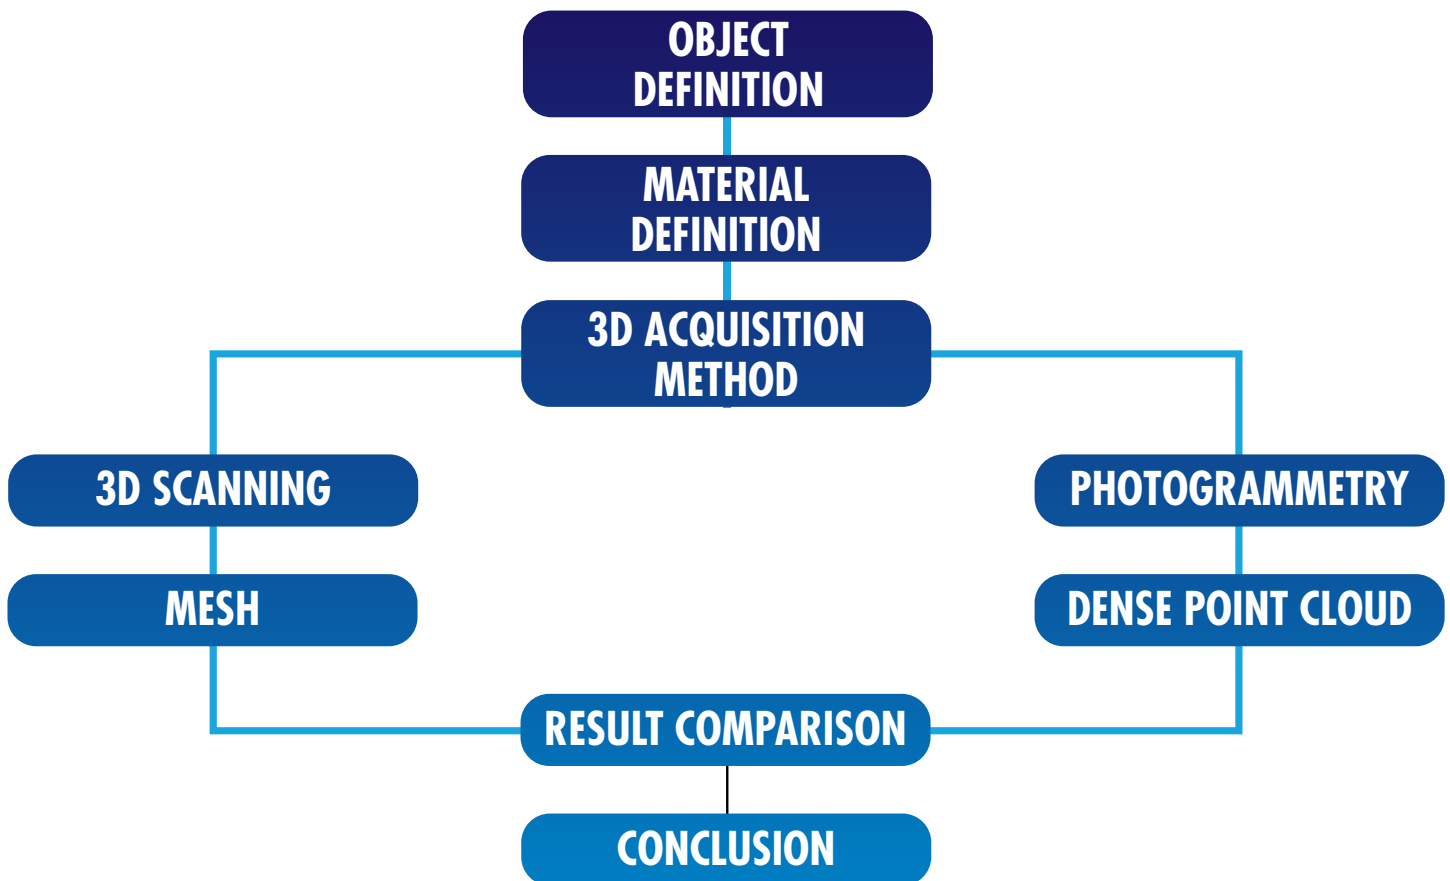 OBJECT
DEFINITION
MATERIAL
DEFINITION
3D ACQUISITION
METHOD
3D SCANNING
PHOTOGRAMMETRY
MESH
DENSE POINT CLOUD
RESULT COMPARISON
CONCLUSION